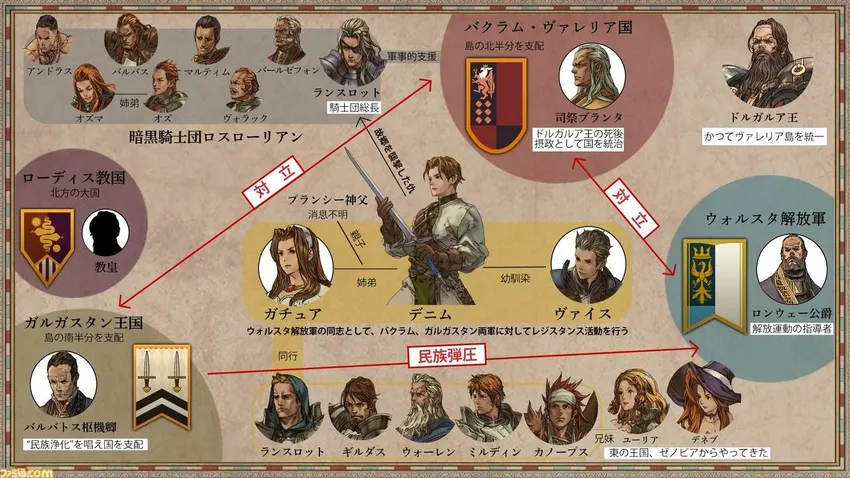 アンドラス
バルバス
マルティム
バールゼフォン
オズマ
姉弟
オズ
ヴォラック
ランスロット
騎士団総長
軍事的支援
暗黒騎士団ロスローリアン
バクラム・ヴァレリア国
島の北半分を支配
司祭ブランタ
ドルガルア王の死後
摂政として国を統治
ドルガルア王
かつてヴァレリア島を統一
ローディス教国
北方の大国
教皇
対立
故郷を襲撃した仇
対立
プランシー神父
消息不明
親子
ガチュア
姉弟
デニム
幼馴染
ヴァイス
ウォルスタ解放軍の同志として、バクラム、ガルガスタン両軍に対してレジスタンス活動を行う
ウォルスタ解放軍
ロンウェー公爵
解放運動の指導者
ガルガスタン王国
島の南半分を支配
バルバトス枢機卿
“民族浄化”を唱え国を支配
民族弾圧
同行
ランスロット
ギルダス
ウォーレン
ミルディン
カノープス
兄妹
ユーリア
デネブ
東の王国、ゼノビアからやってきた
ファミ通.com